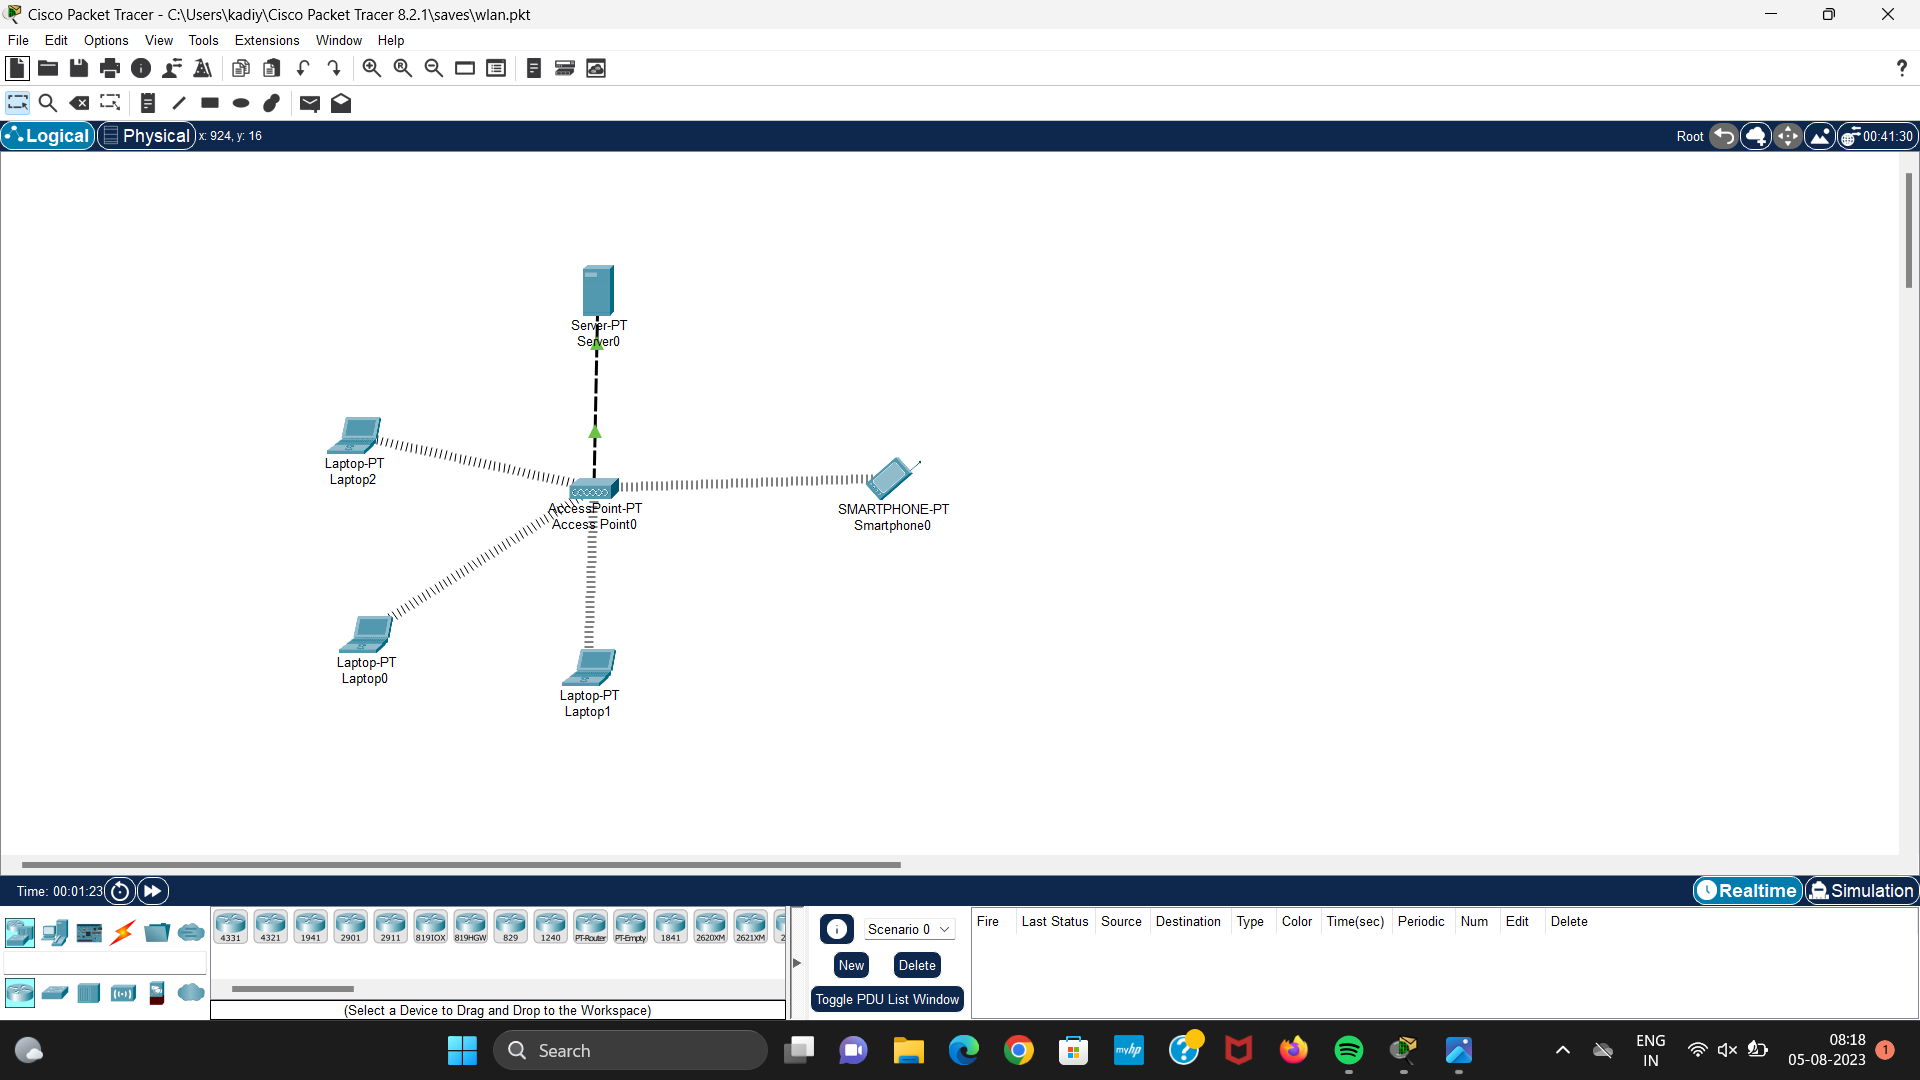 Cisco Packet Tracer - C:\Users\kadiy\Cisco Packet Tracer 8.2.1\saves\wlan.pkt
File Edit Options View Tools Extensions Window Help
?
Logical Physical x: 924, y: 16 Root 00:41:30
Server-PT
Server0
Laptop-PT
Laptop2
AccessPoint-PT
Access Point0
SMARTPHONE-PT
Smartphone0
Laptop-PT
Laptop0
Laptop-PT
Laptop1
Time: 00:01:23 Realtime Simulation
4331 4321 1941 2901 2911 819IOX 819HGW 829 1240 PT-Router PT-Empty 1841 2620XM 2621XM 2
(Select a Device to Drag and Drop to the Workspace)
Scenario 0
New Delete
Toggle PDU List Window
Fire Last Status Source Destination Type Color Time(sec) Periodic Num Edit Delete
Search
myhp
ENG
IN
08:18
05-08-2023
1